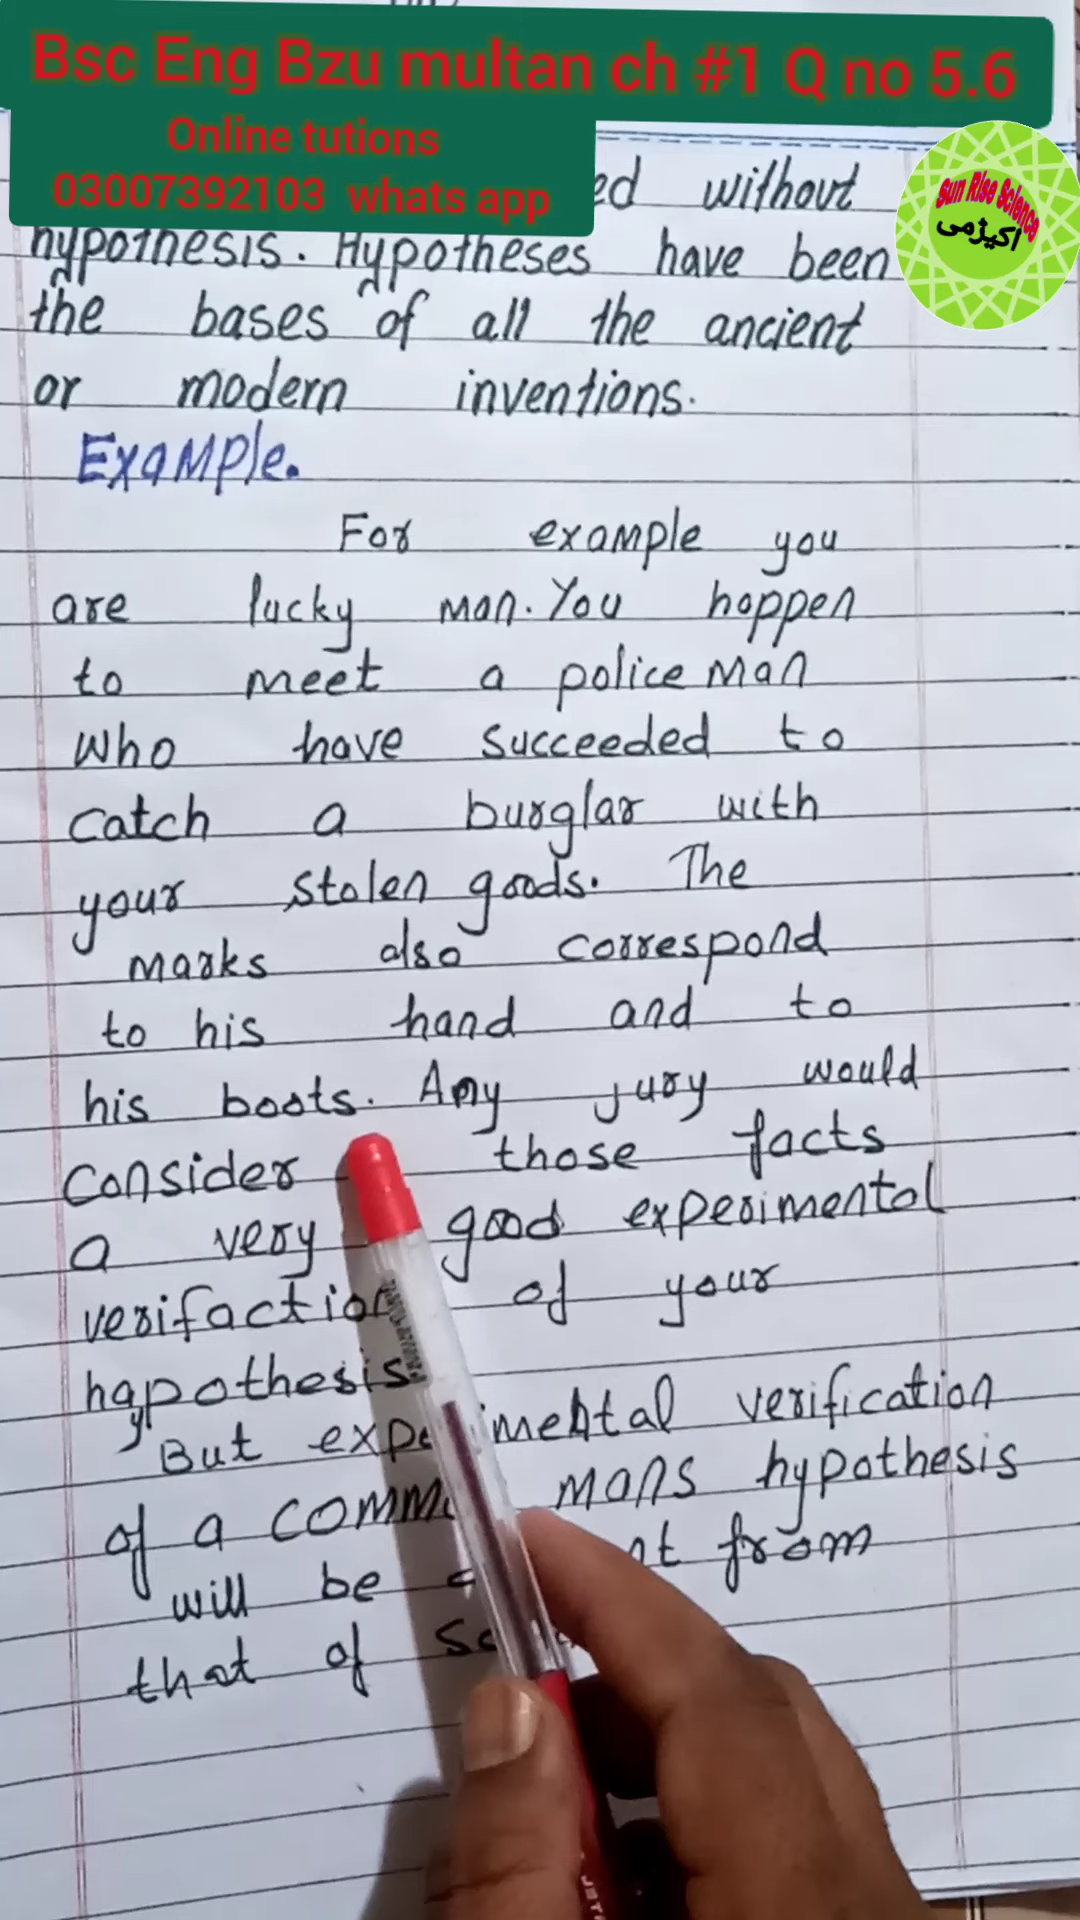 Bsc Eng Bzu multan ch #1 Q no 5.6
Online tutions
03007392103 whats app
Sun Rise Science
اکیڈمی
ed without
hypothesis. Hypotheses have been
the bases of all the ancient
or modern inventions.
Example.
For example you
are lucky man. You happen
to meet a police man
who have succeeded to
catch a burglar with
your stolen goods. The
marks also correspond
to his hand and to
his boots. Any jury would
consider those facts
a very good experimental
verifaction of your
hypothesis
But experimental verification
of a comm mans hypothesis
will be nt from
that of